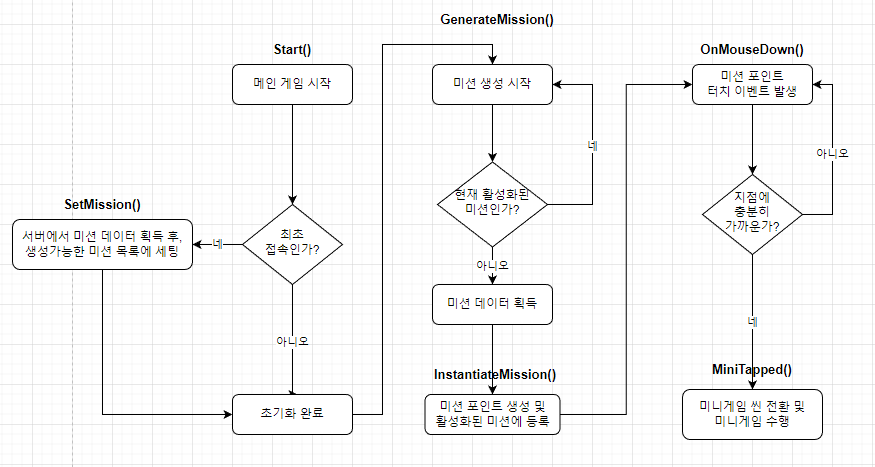 Start()
메인 게임 시작
최초
접속인가?
네
아니오
SetMission()
서버에서 미션 데이터 획득 후,
생성가능한 미션 목록에 세팅
초기화 완료
GenerateMission()
미션 생성 시작
현재 활성화된
미션인가?
네
아니오
미션 데이터 획득
InstantiateMission()
미션 포인트 생성 및
활성화된 미션에 등록
OnMouseDown()
미션 포인트
터치 이벤트 발생
지점에
충분히
가까운가?
아니오
네
MiniTapped()
미니게임 씬 전환 및
미니게임 수행